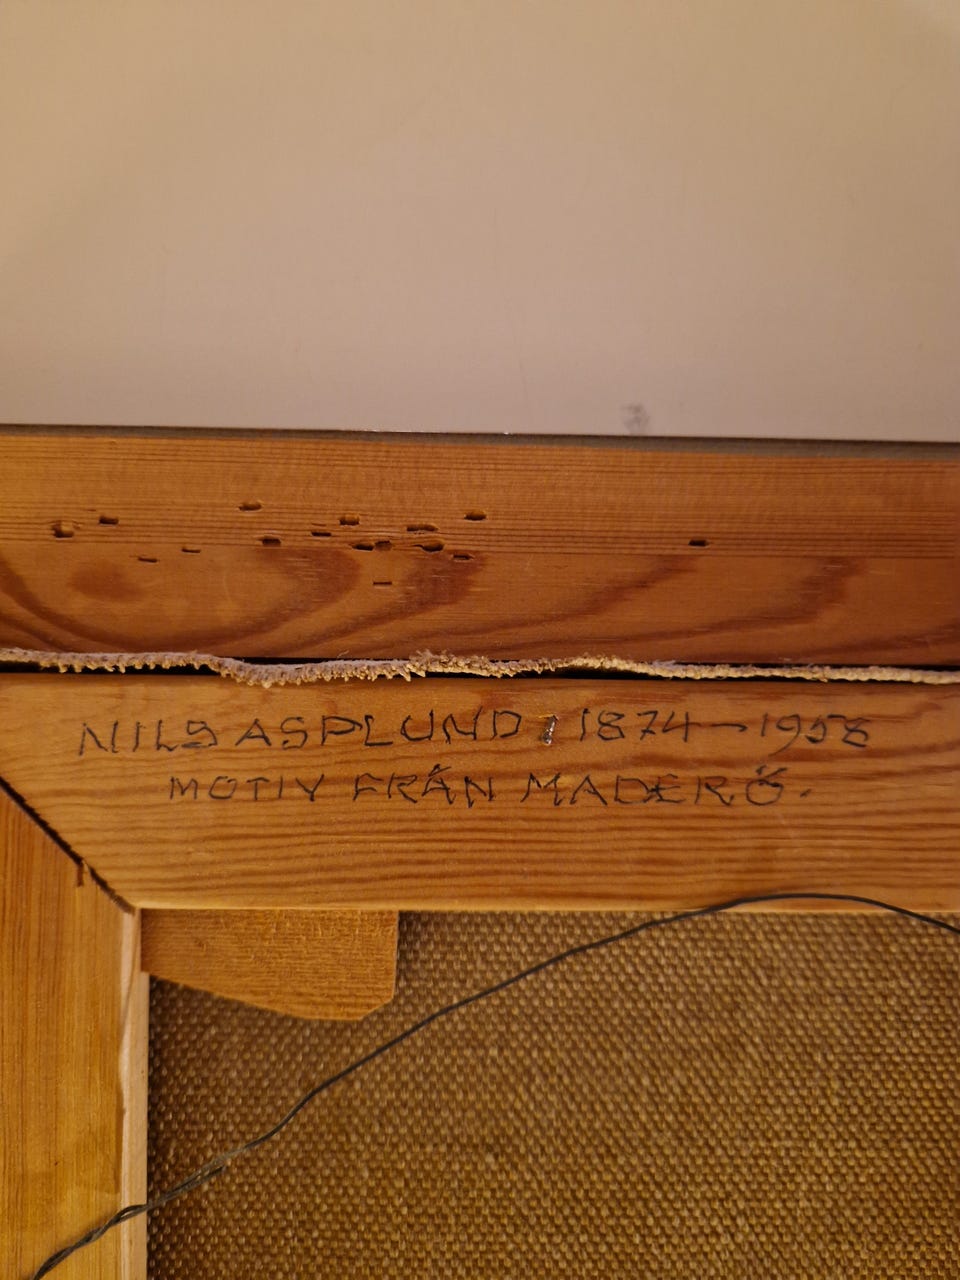 NILS ASPLUND, 1874-1958
MOTIV FRÅN MADERÖ.